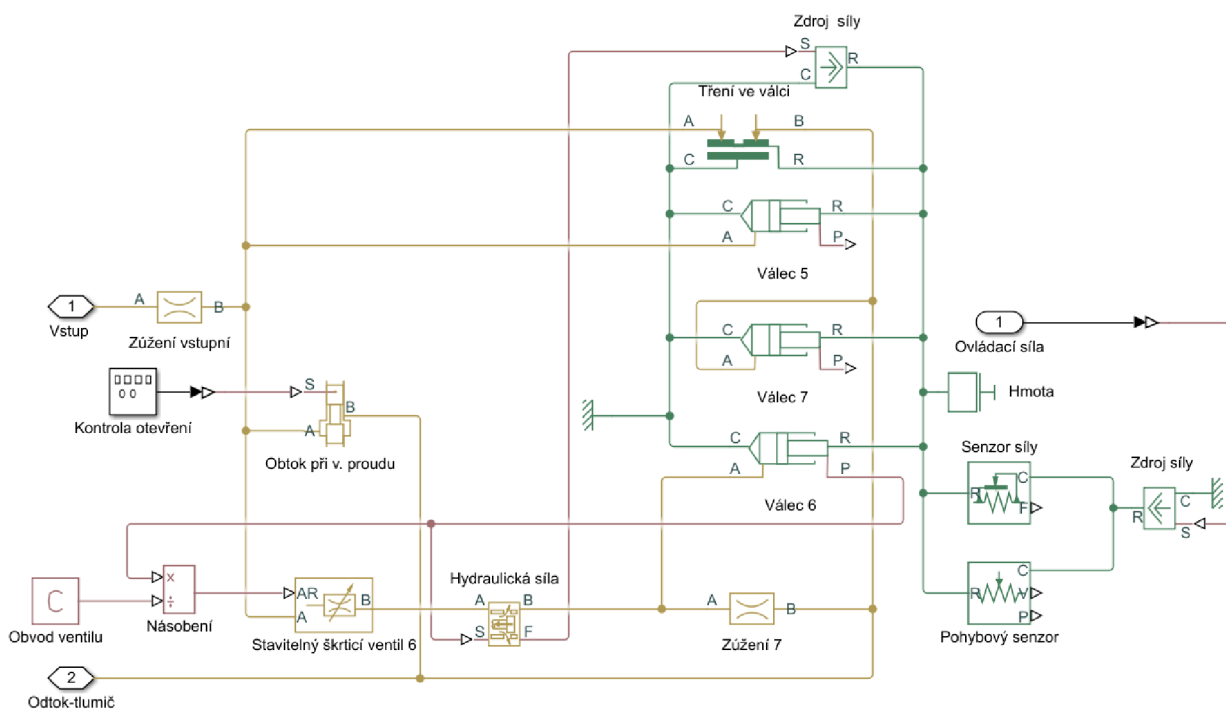 Zdroj síly
S
R
C
Tření ve válci
A
B
C
R
C
R
A
P
Válec 5
1
A
B
Vstup
Zúžení vstupní
C
R
A
P
Válec 7
1
Ovládací síla
Hmota
S
B
A
Kontrola otevření
Obtok při v. proudu
C
R
A
P
Válec 6
Senzor síly
C
R
F
Zdroj síly
C
R
S
x
÷
C
Obvod ventilu
Násobení
AR
A
B
Stavitelný škrticí ventil 6
Hydraulická síla
A
B
S
F
A
B
Zúžení 7
C
R
V
P
Pohybový senzor
2
Odtok-tlumič